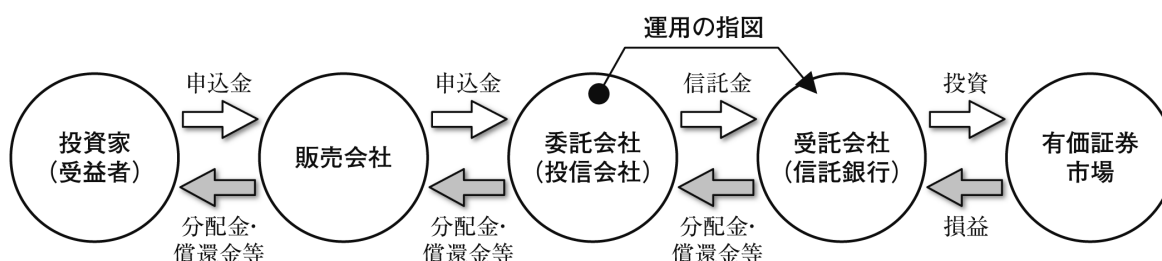 運用の指図
申込金
申込金
信託金
投資
投資家
（受益者）
販売会社
委託会社
（投信会社）
受託会社
（信託銀行）
有価証券
市場
分配金・
償還金等
分配金・
償還金等
分配金・
償還金等
損益